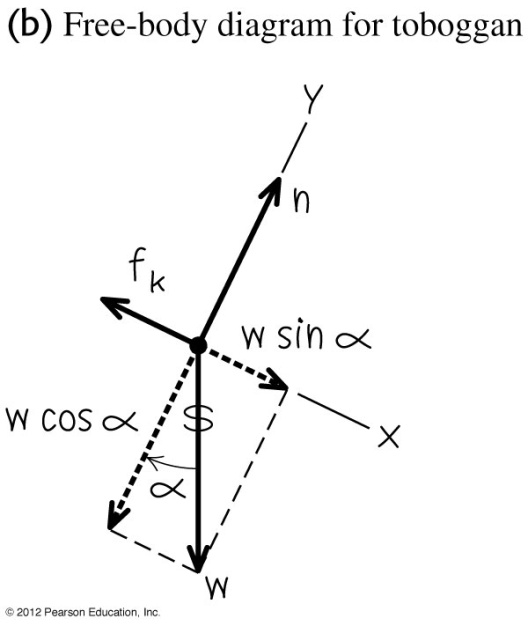 (b) Free-body diagram for toboggan
y
n
fk
w sin α
w cos α
x
α
w
© 2012 Pearson Education, Inc.